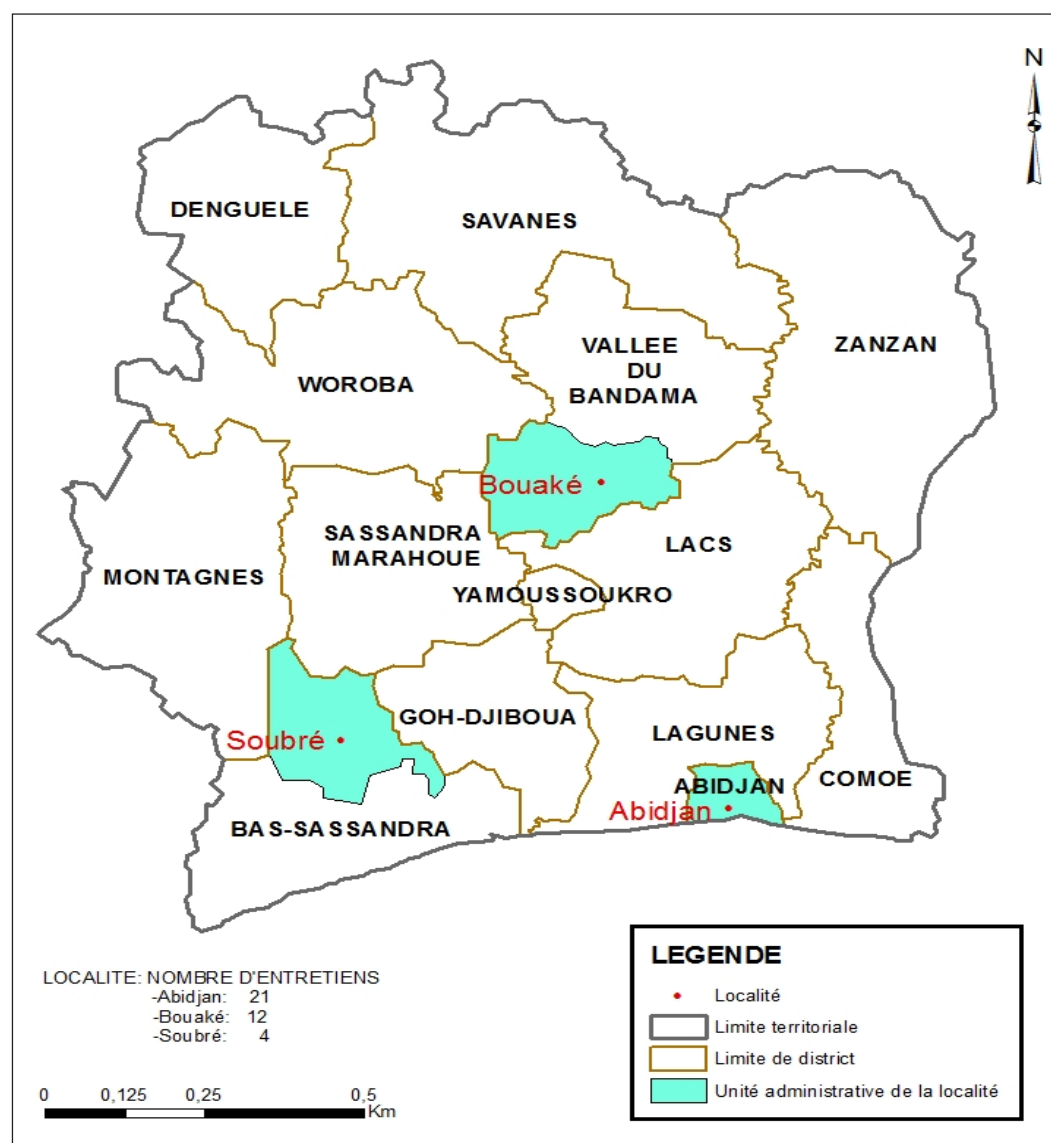 N
DENGUELE
SAVANES
ZANZAN
VALLEE
DU
BANDAMA
WOROBA
Bouaké
SASSANDRA
MARAHOUE
LACS
MONTAGNES
YAMOUSSOUKRO
GOH-DJIBOUA
Soubré
LAGUNES
ABIDJAN
COMOE
Abidjan
BAS-SASSANDRA
LOCALITE: NOMBRE D'ENTRETIENS
-Abidjan: 21
-Bouaké: 12
-Soubré: 4
0 0,125 0,25 0,5
Km
LEGENDE
Localité
Limite territoriale
Limite de district
Unité administrative de la localité